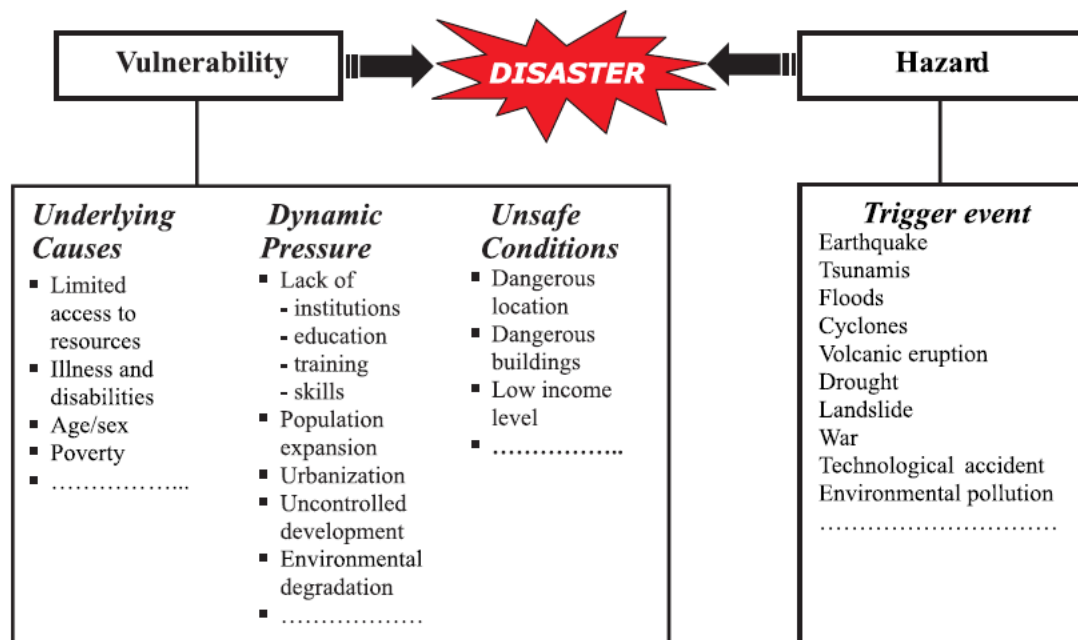 Vulnerability
DISASTER
Hazard
Underlying
Causes
▪ Limited
access to
resources
▪ Illness and
disabilities
▪ Age/sex
▪ Poverty
▪ ……………...
Dynamic
Pressure
▪ Lack of
- institutions
- education
- training
- skills
▪ Population
expansion
▪ Urbanization
▪ Uncontrolled
development
▪ Environmental
degradation
▪ ………………
Unsafe
Conditions
▪ Dangerous
location
▪ Dangerous
buildings
▪ Low income
level
▪ ……………..
Trigger event
Earthquake
Tsunamis
Floods
Cyclones
Volcanic eruption
Drought
Landslide
War
Technological accident
Environmental pollution
…………………………